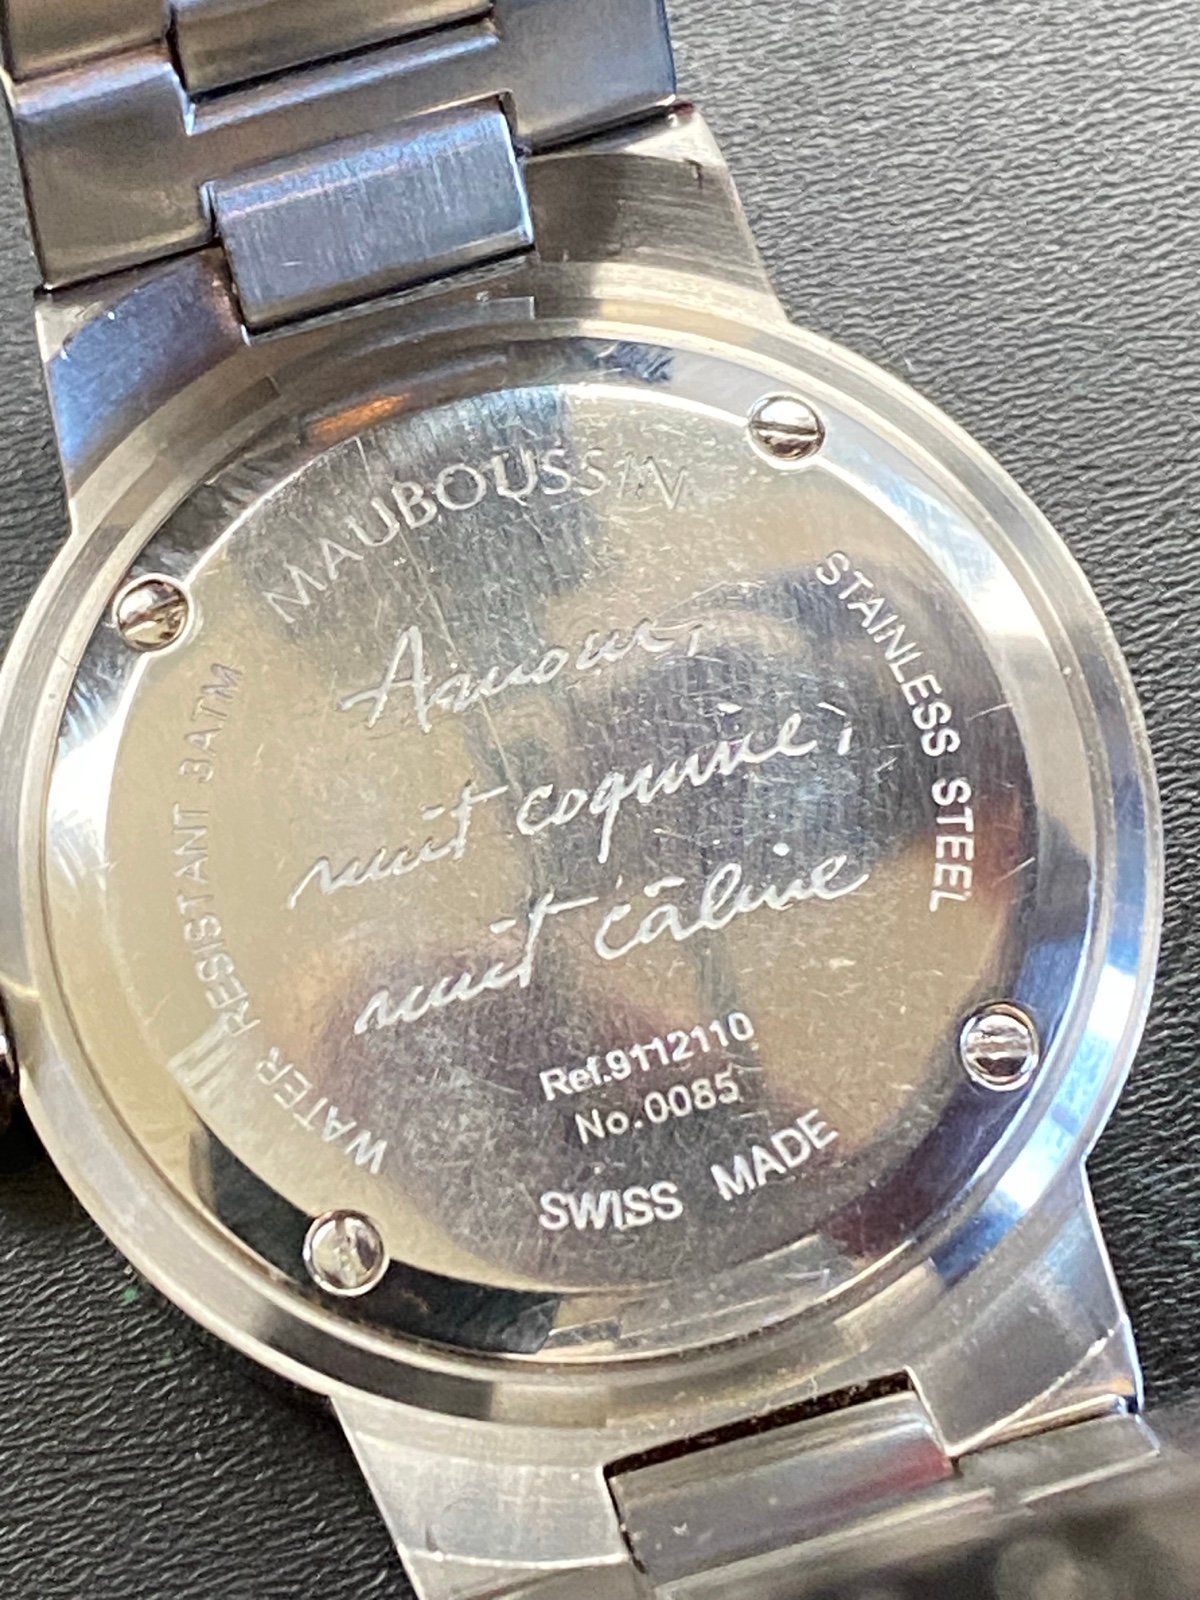 MAUBOUSSIN
STAINLESS STEEL
Amour,
nuit coquine,
nuit câline
Ref.9112110
No.0085
SWISS MADE
WATER RESISTANT 3ATM